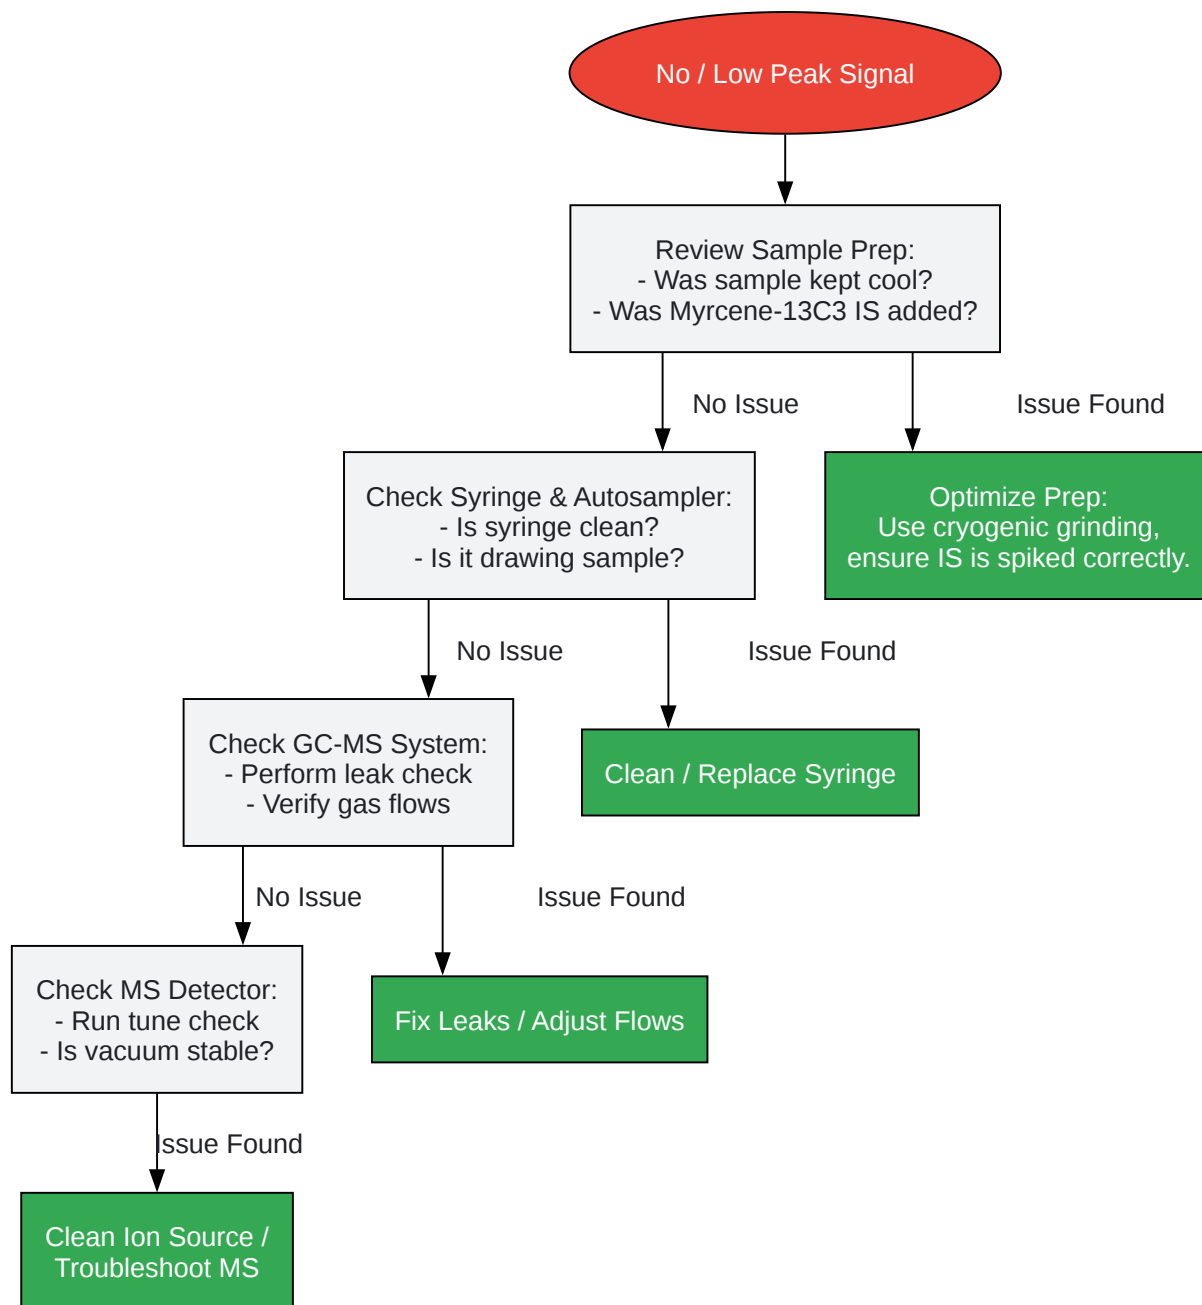 No / Low Peak Signal
Review Sample Prep:
- Was sample kept cool?
- Was Myrcene-13C3 IS added?
No Issue
Issue Found
Check Syringe & Autosampler:
- Is syringe clean?
- Is it drawing sample?
Optimize Prep:
Use cryogenic grinding,
ensure IS is spiked correctly.
No Issue
Issue Found
Check GC-MS System:
- Perform leak check
- Verify gas flows
Clean / Replace Syringe
No Issue
Issue Found
Check MS Detector:
- Run tune check
- Is vacuum stable?
Fix Leaks / Adjust Flows
Issue Found
Clean Ion Source /
Troubleshoot MS